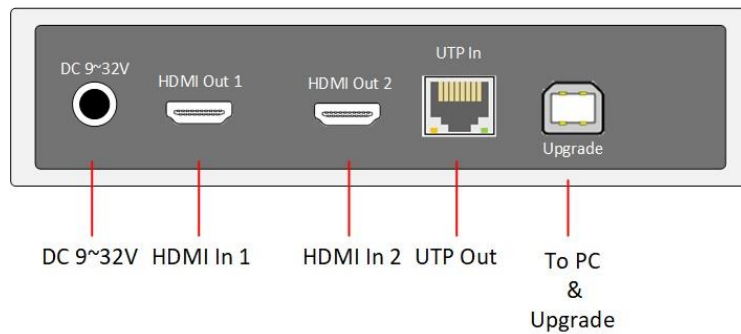 UTP In
DC 9~32V
HDMI Out 1
HDMI Out 2
Upgrade
DC 9~32V
HDMI In 1
HDMI In 2
UTP Out
To PC
&
Upgrade